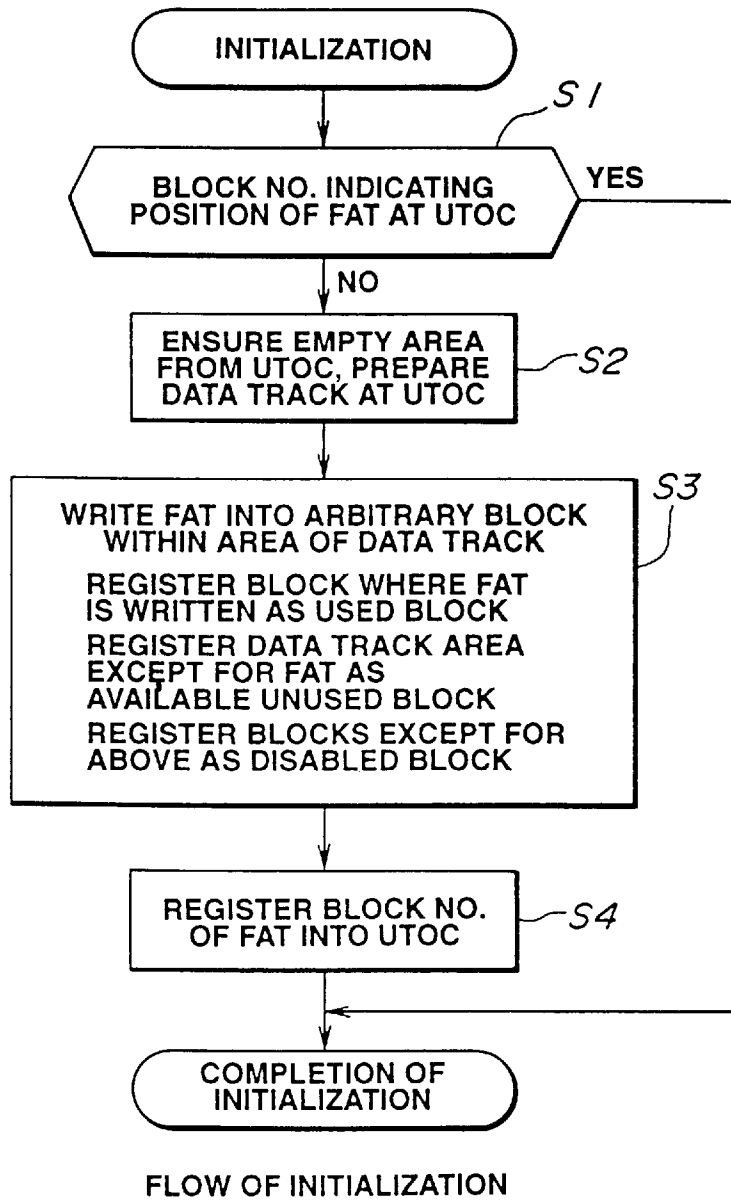 INITIALIZATION
S1
BLOCK NO. INDICATING
POSITION OF FAT AT UTOC
YES
NO
ENSURE EMPTY AREA
FROM UTOC, PREPARE
DATA TRACK AT UTOC
S2
S3
WRITE FAT INTO ARBITRARY BLOCK
WITHIN AREA OF DATA TRACK
REGISTER BLOCK WHERE FAT
IS WRITTEN AS USED BLOCK
REGISTER DATA TRACK AREA
EXCEPT FOR FAT AS
AVAILABLE UNUSED BLOCK
REGISTER BLOCKS EXCEPT FOR
ABOVE AS DISABLED BLOCK
REGISTER BLOCK NO.
OF FAT INTO UTOC
S4
COMPLETION OF
INITIALIZATION
FLOW OF INITIALIZATION